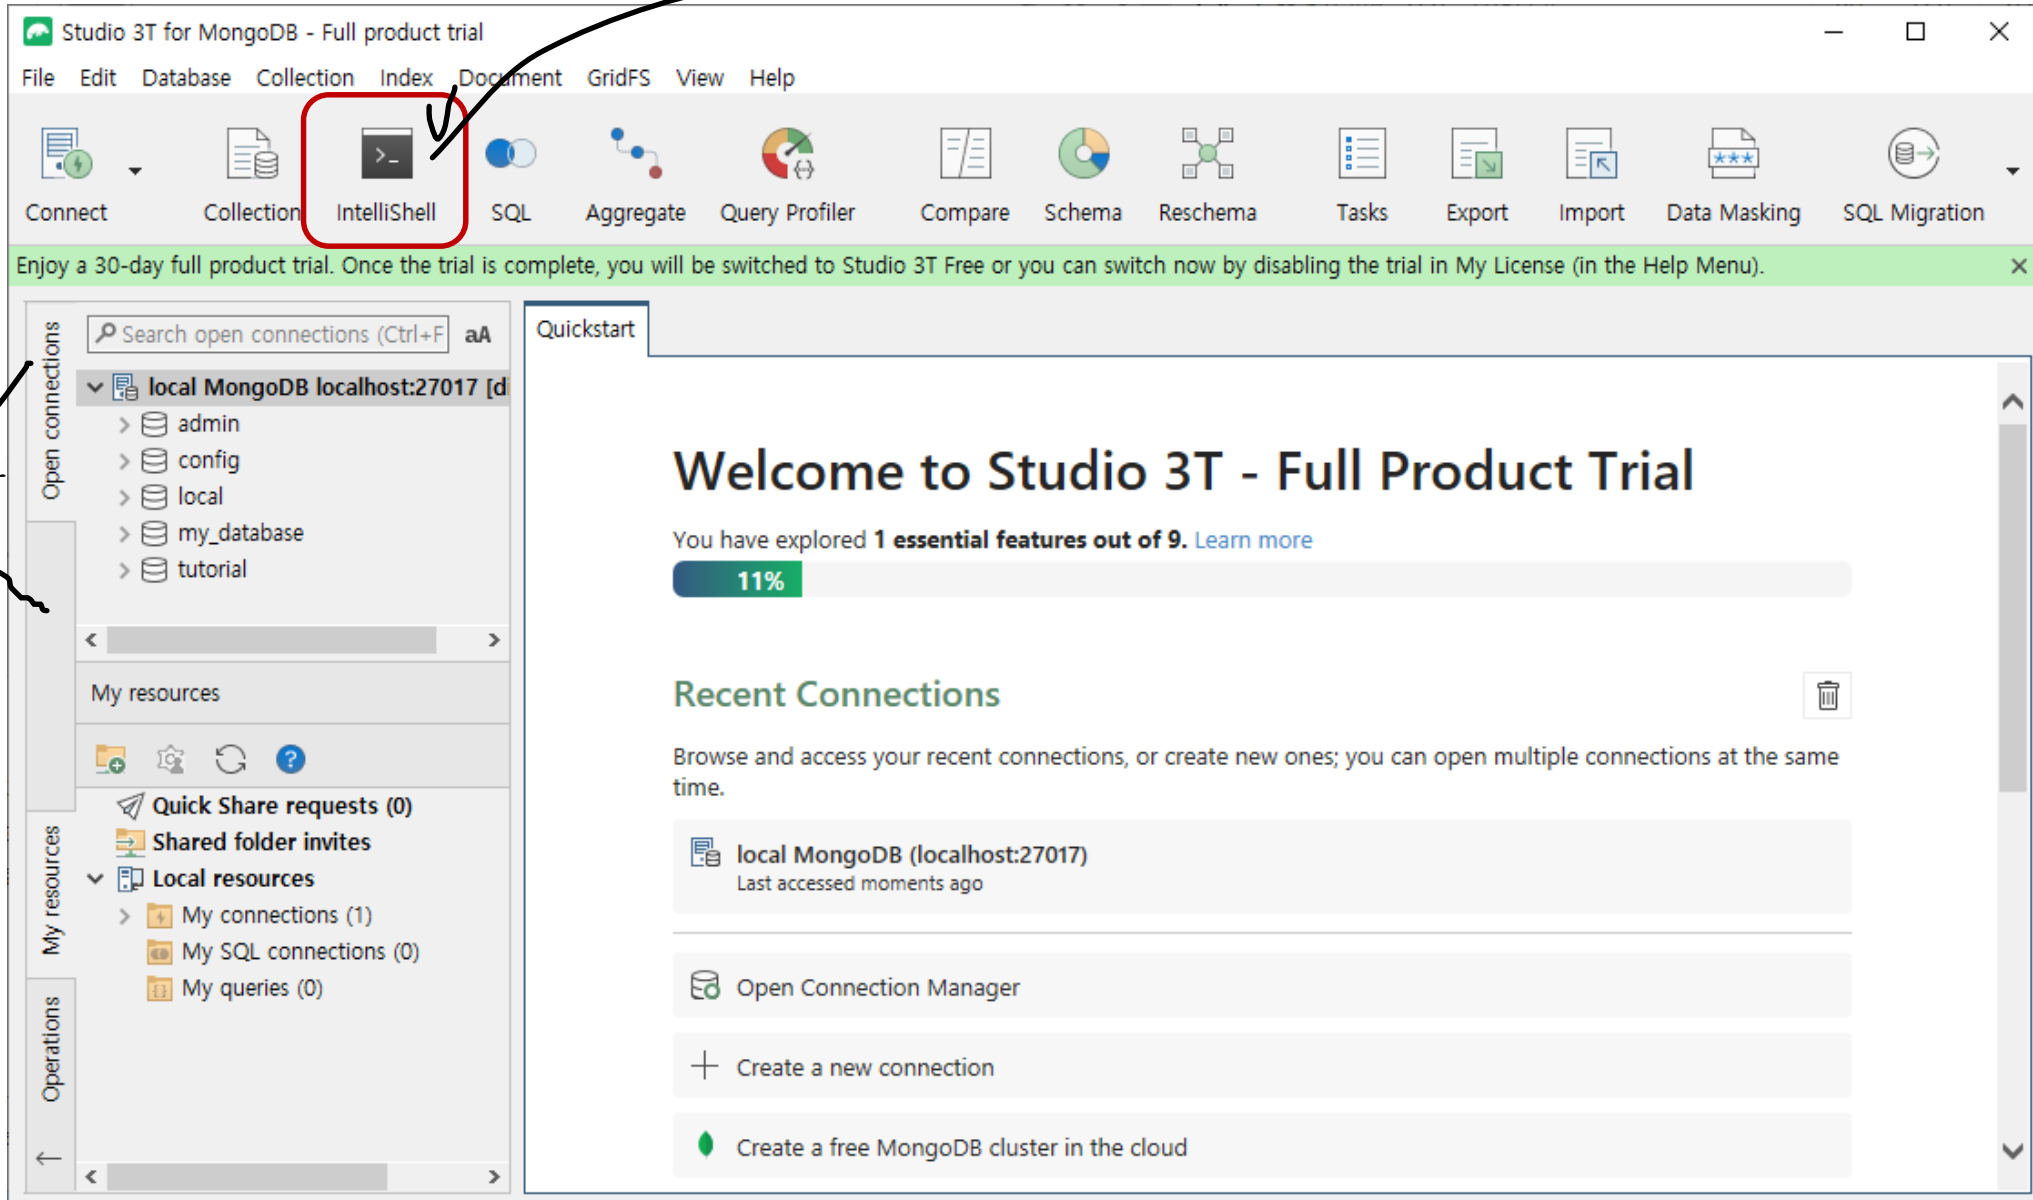 Studio 3T for MongoDB - Full product trial
File Edit Database Collection Index Document GridFS View Help
Connect Collection IntelliShell SQL Aggregate Query Profiler Compare Schema Reschema Tasks Export Import Data Masking SQL Migration
Enjoy a 30-day full product trial. Once the trial is complete, you will be switched to Studio 3T Free or you can switch now by disabling the trial in My License (in the Help Menu).
Open connections
Search open connections (Ctrl+F
aA
local MongoDB localhost:27017 [di
admin
config
local
my_database
tutorial
My resources
My resources
Quick Share requests (0)
Shared folder invites
Local resources
My connections (1)
My SQL connections (0)
My queries (0)
Operations
Quickstart
Welcome to Studio 3T - Full Product Trial
You have explored 1 essential features out of 9. Learn more
11%
Recent Connections
Browse and access your recent connections, or create new ones; you can open multiple connections at the same
time.
local MongoDB (localhost:27017)
Last accessed moments ago
Open Connection Manager
Create a new connection
Create a free MongoDB cluster in the cloud